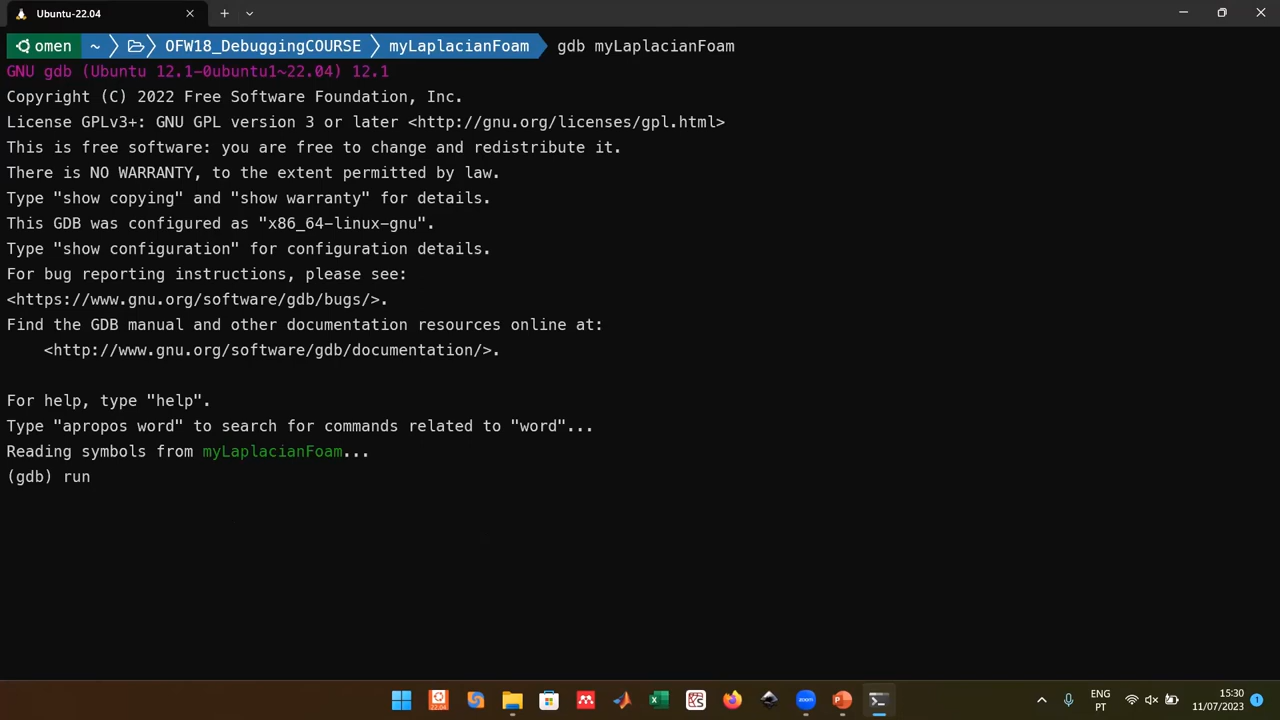 Ubuntu-22.04
omen ~ OFW18_DebuggingCOURSE myLaplacianFoam gdb myLaplacianFoam
GNU gdb (Ubuntu 12.1-0ubuntu1~22.04) 12.1
Copyright (C) 2022 Free Software Foundation, Inc.
License GPLv3+: GNU GPL version 3 or later <http://gnu.org/licenses/gpl.html>
This is free software: you are free to change and redistribute it.
There is NO WARRANTY, to the extent permitted by law.
Type "show copying" and "show warranty" for details.
This GDB was configured as "x86_64-linux-gnu".
Type "show configuration" for configuration details.
For bug reporting instructions, please see:
<https://www.gnu.org/software/gdb/bugs/>.
Find the GDB manual and other documentation resources online at:
<http://www.gnu.org/software/gdb/documentation/>.
For help, type "help".
Type "apropos word" to search for commands related to "word"...
Reading symbols from myLaplacianFoam...
(gdb) run
22.04
zoom
ENG
PT
15:30
11/07/2023
1